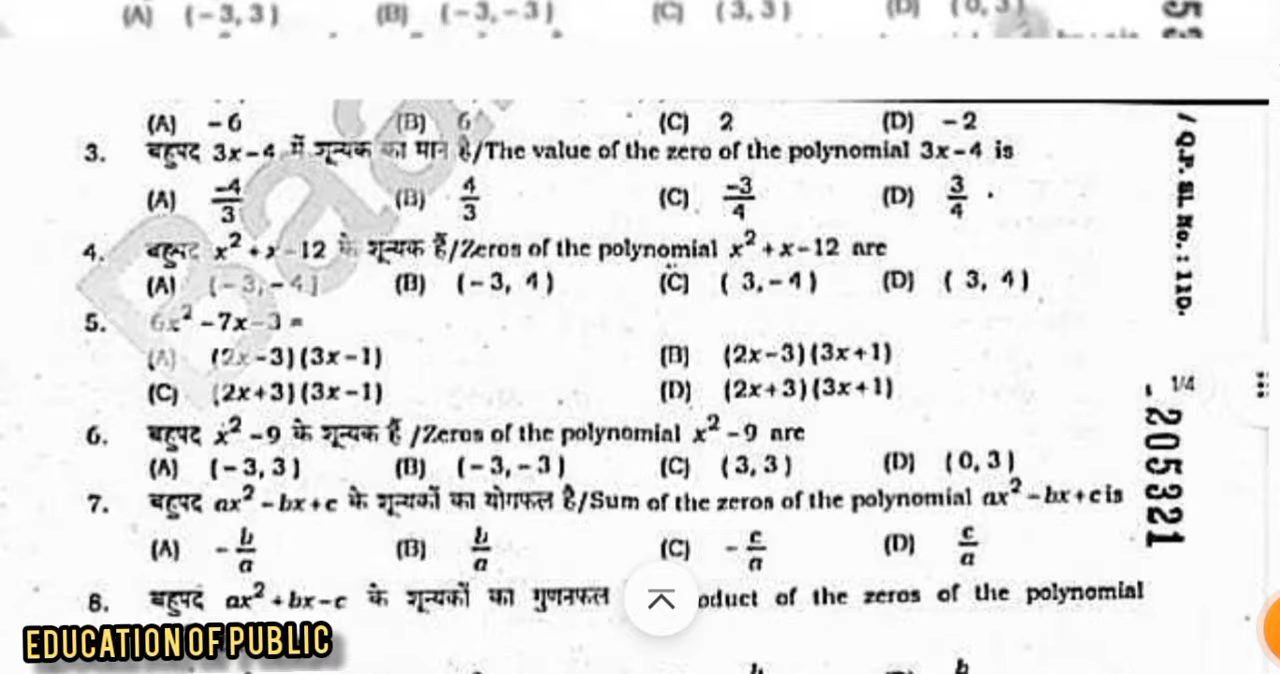 (A) (-3, 3) (B) (-3, -3) (C) (3, 3) (D) (0, 3)
(A) -6 (B) 6 (C) 2 (D) -2
3. बहुपद 3x-4 में शून्यक का मान है/The value of the zero of the polynomial 3x-4 is
(A) -4/3 (B) 4/3 (C) -3/4 (D) 3/4
4. बहुपद x²+x-12 के शून्यक हैं/Zeros of the polynomial x²+x-12 are
(A) (-3, -4) (B) (-3, 4) (C) (3, -4) (D) (3, 4)
5. 6x²-7x-3 =
(A) (2x-3)(3x-1) (B) (2x-3)(3x+1)
(C) (2x+3)(3x-1) (D) (2x+3)(3x+1)
6. बहुपद x²-9 के शून्यक हैं /Zeros of the polynomial x²-9 are
(A) (-3, 3) (B) (-3, -3) (C) (3, 3) (D) (0, 3)
7. बहुपद ax²-bx+c के शून्यकों का योगफल है/Sum of the zeros of the polynomial ax²-bx+c is
(A) -b/a (B) b/a (C) -c/a (D) c/a
8. बहुपद ax²+bx-c के शून्यकों का गुणनफल oduct of the zeros of the polynomial
EDUCATION OF PUBLIC
/ Q.P. Sl. No. : 110.
1/4
205321